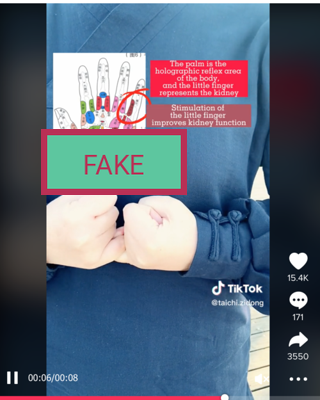 The palm is the
holographic reflex area
of the body,
and the little finger
represents the kidney
Stimulation of
the little finger
improves kidney function
FAKE
TikTok
@taichi.zidong
15.4K
171
3550
00:06/00:08